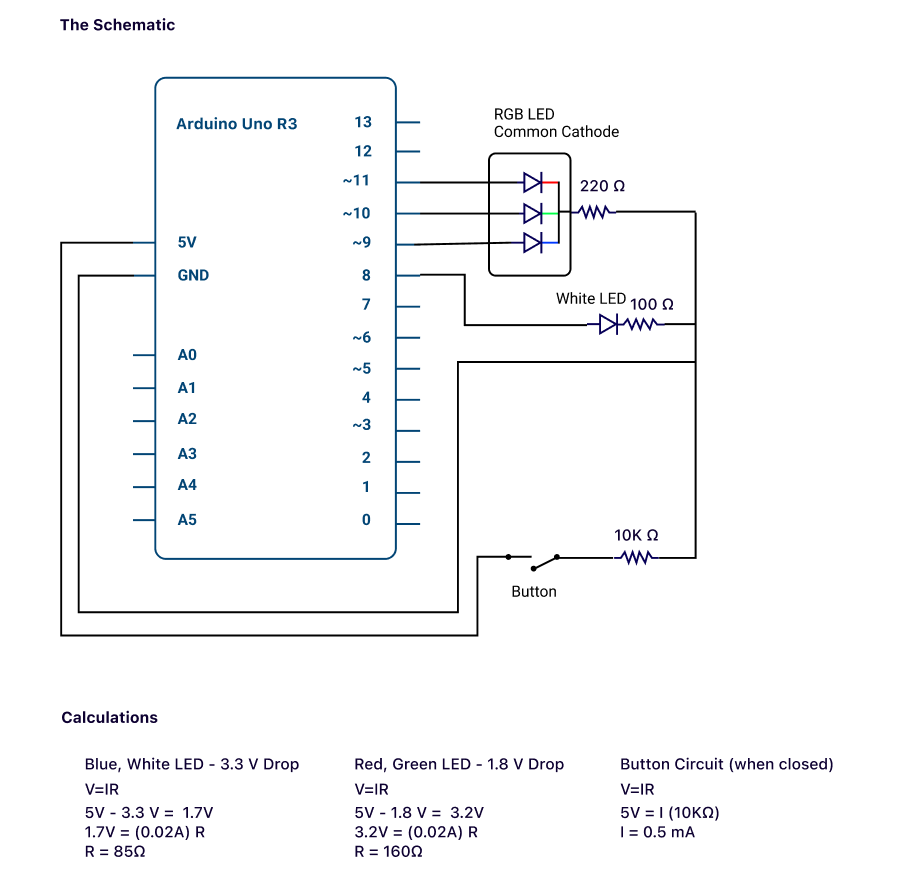 The Schematic
Arduino Uno R3
13
12
~11
~10
~9
8
7
~6
~5
4
~3
2
1
0
5V
GND
A0
A1
A2
A3
A4
A5
RGB LED
Common Cathode
220 Ω
White LED
100 Ω
10K Ω
Button
Calculations
Blue, White LED - 3.3 V Drop
V=IR
5V - 3.3 V = 1.7V
1.7V = (0.02A) R
R = 85Ω
Red, Green LED - 1.8 V Drop
V=IR
5V - 1.8 V = 3.2V
3.2V = (0.02A) R
R = 160Ω
Button Circuit (when closed)
V=IR
5V = I (10KΩ)
I = 0.5 mA